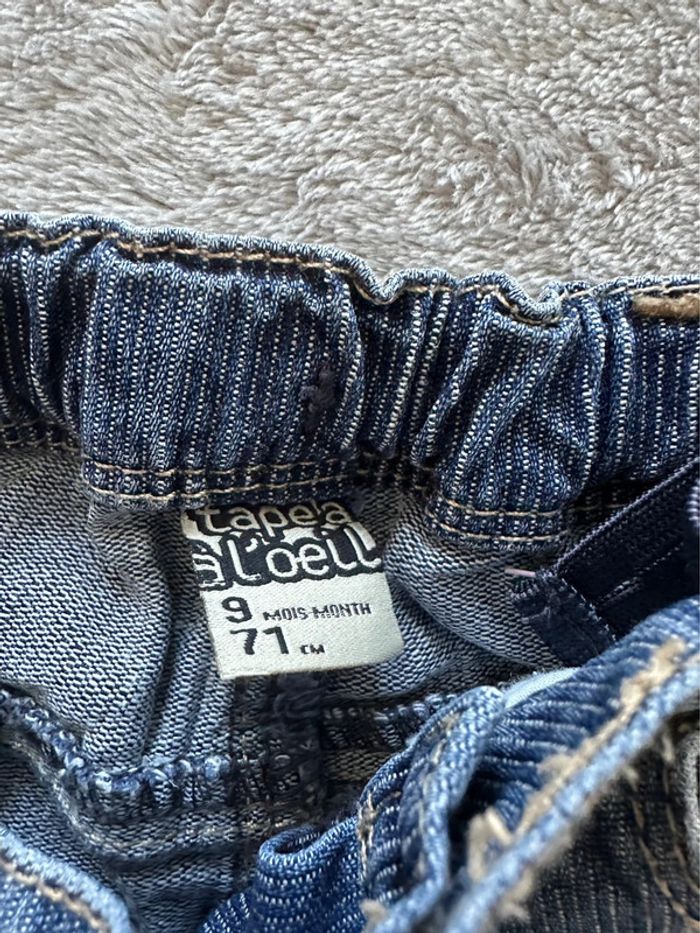 tape à
à l'oeil
9 MOIS-MONTH
71 CM